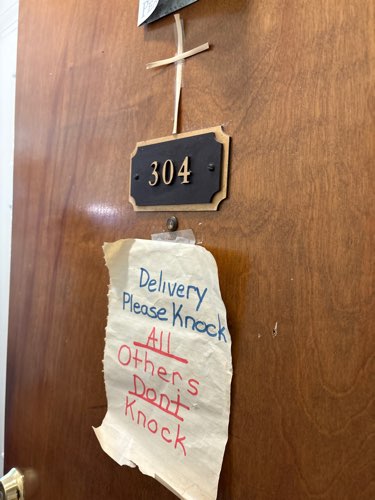 304
Delivery
Please Knock
All
Others
Dont
Knock